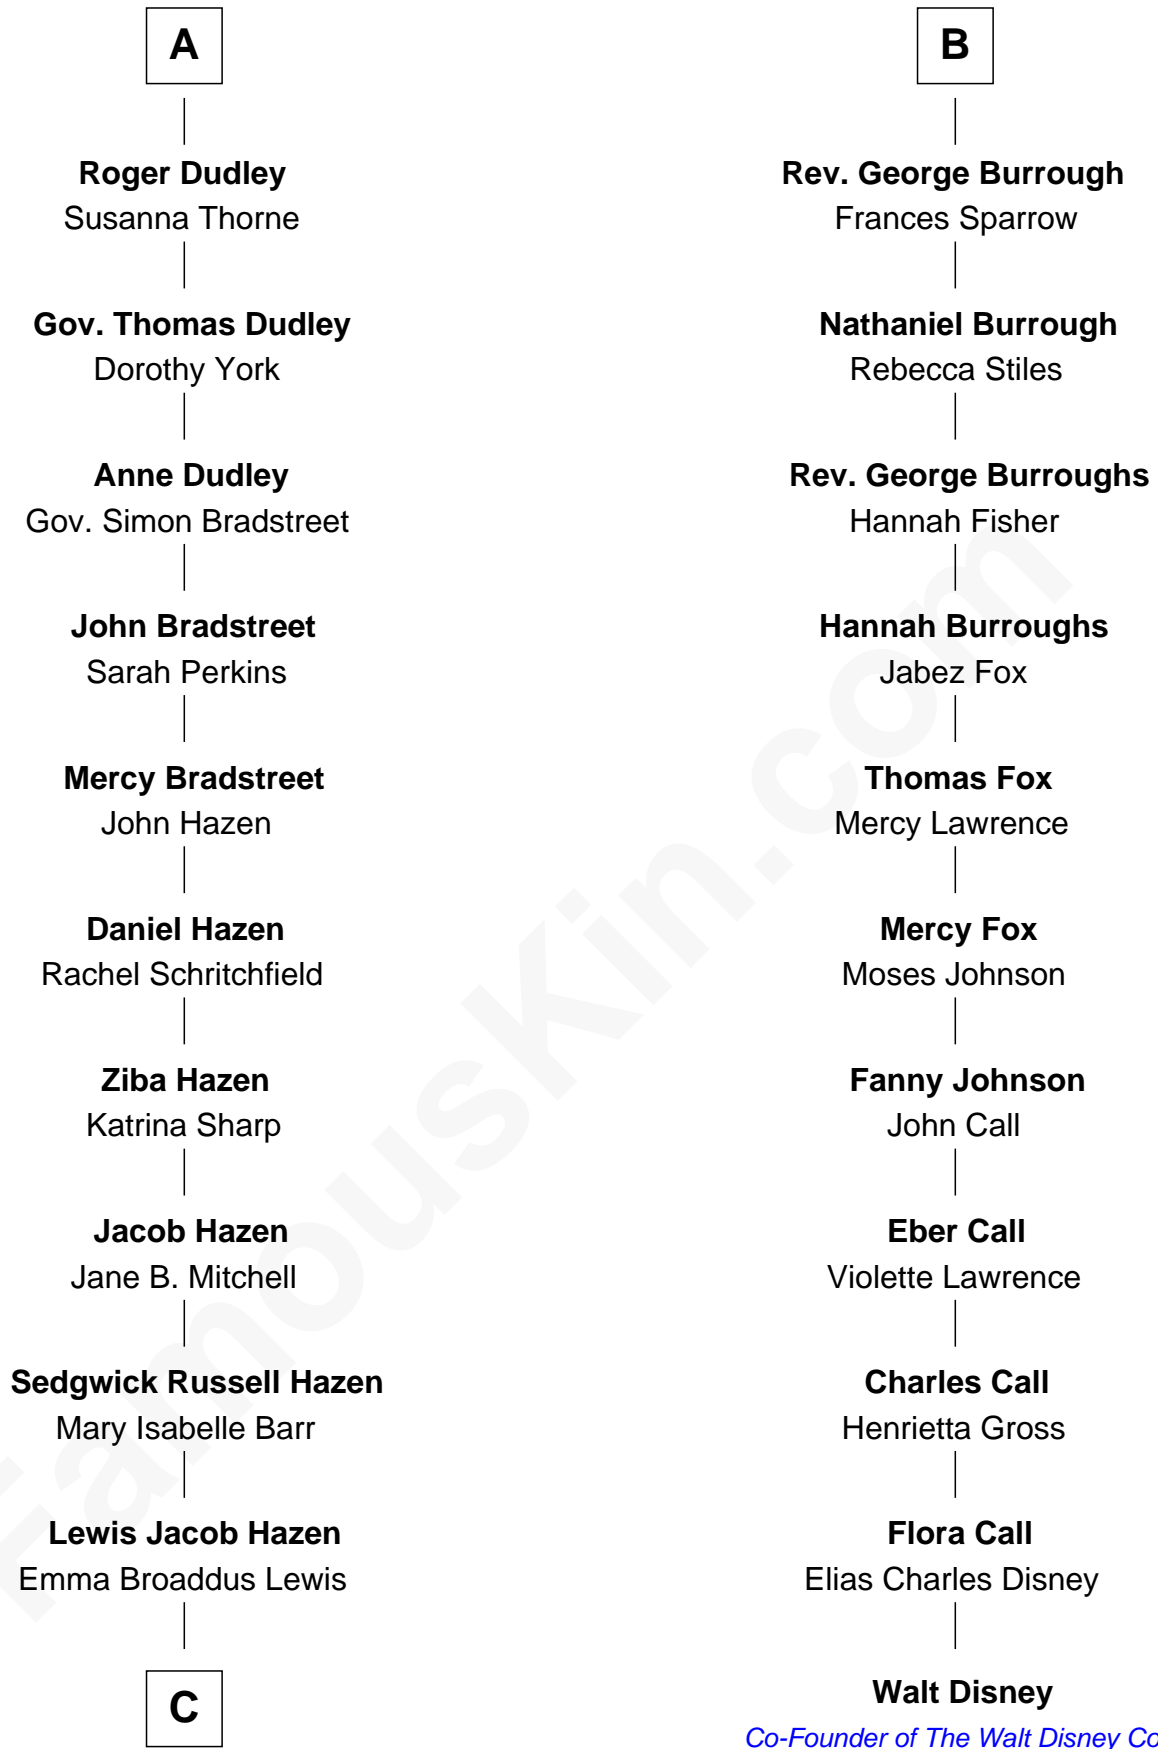 A
Roger Dudley
Susanna Thorne
Gov. Thomas Dudley
Dorothy York
Anne Dudley
Gov. Simon Bradstreet
John Bradstreet
Sarah Perkins
Mercy Bradstreet
John Hazen
Daniel Hazen
Rachel Schritchfield
Ziba Hazen
Katrina Sharp
Jacob Hazen
Jane B. Mitchell
Sedgwick Russell Hazen
Mary Isabelle Barr
Lewis Jacob Hazen
Emma Broaddus Lewis
C
B
Rev. George Burrough
Frances Sparrow
Nathaniel Burrough
Rebecca Stiles
Rev. George Burroughs
Hannah Fisher
Hannah Burroughs
Jabez Fox
Thomas Fox
Mercy Lawrence
Mercy Fox
Moses Johnson
Fanny Johnson
John Call
Eber Call
Violette Lawrence
Charles Call
Henrietta Gross
Flora Call
Elias Charles Disney
Walt Disney
Co-Founder of The Walt Disney Co
FamousKin.com